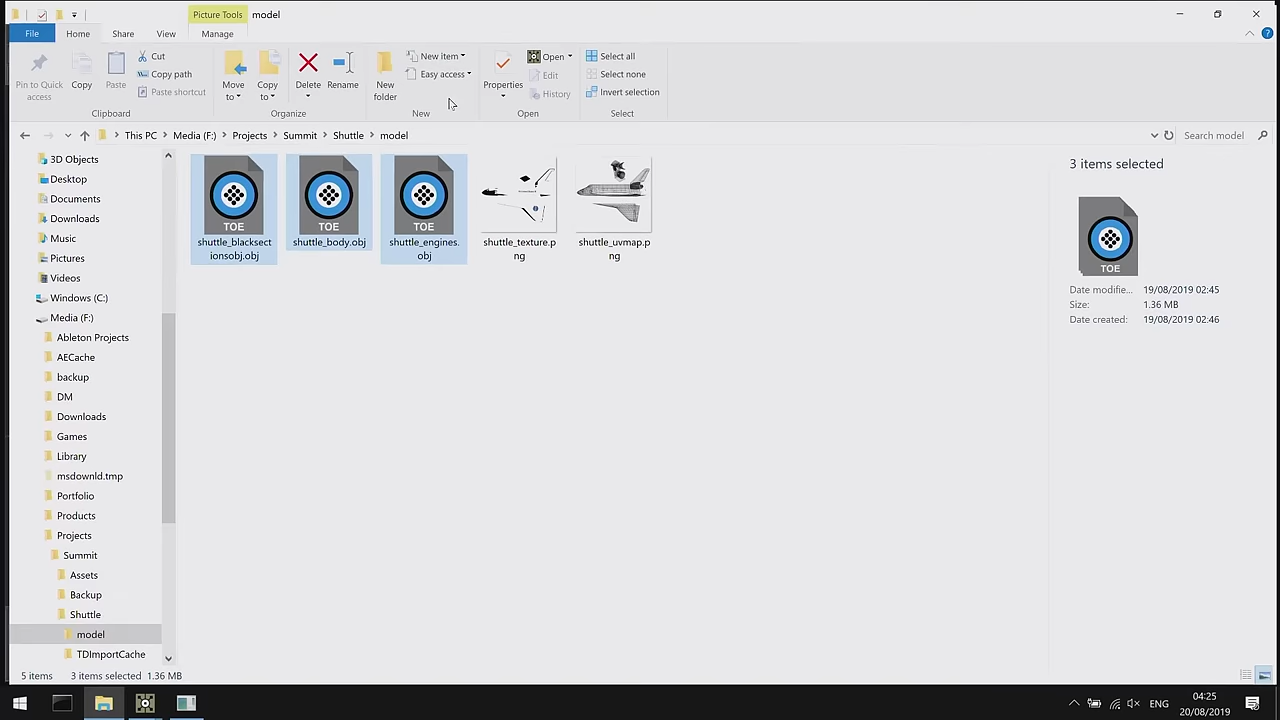 Picture Tools
model
File
Home
Share
View
Manage
Pin to Quick
access
Copy
Paste
Cut
Copy path
Paste shortcut
Clipboard
Move
to
Copy
to
Delete
Rename
Organize
New
folder
New item
Easy access
New
Properties
Open
Edit
History
Open
Select all
Select none
Invert selection
Select
This PC
Media (F:)
Projects
Summit
Shuttle
model
Search model
3D Objects
Desktop
Documents
Downloads
Music
Pictures
Videos
Windows (C:)
Media (F:)
Ableton Projects
AECache
backup
DM
Downloads
Games
Library
msdownld.tmp
Portfolio
Products
Projects
Summit
Assets
Backup
Shuttle
model
TDImportCache
TOE
shuttle_blacksect
ionsobj.obj
TOE
shuttle_body.obj
TOE
shuttle_engines.
obj
shuttle_texture.p
ng
shuttle_uvmap.p
ng
3 items selected
TOE
Date modifie... 19/08/2019 02:45
Size: 1.36 MB
Date created: 19/08/2019 02:46
5 items
3 items selected 1.36 MB
ENG
04:25
20/08/2019